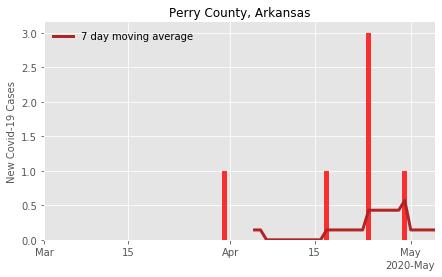 Perry County, Arkansas
7 day moving average
New Covid-19 Cases
3.0
2.5
2.0
1.5
1.0
0.5
0.0
Mar 15 Apr 15 May
2020-May